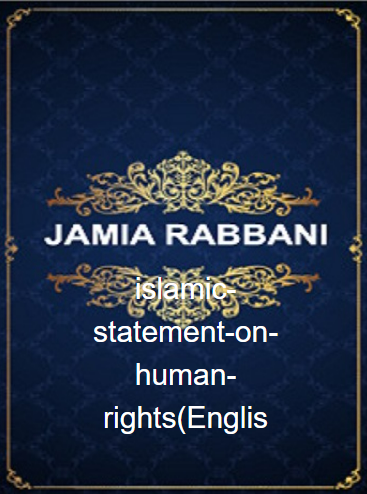 JAMIA RABBANI
islamic-
statement-on-
human-
rights(Englis